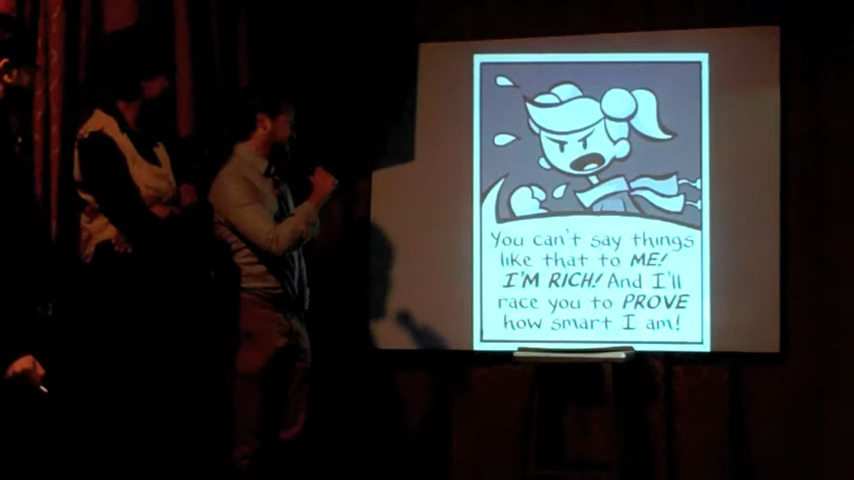 You can't say things
like that to ME!
I'M RICH! And I'll
race you to PROVE
how smart I am!